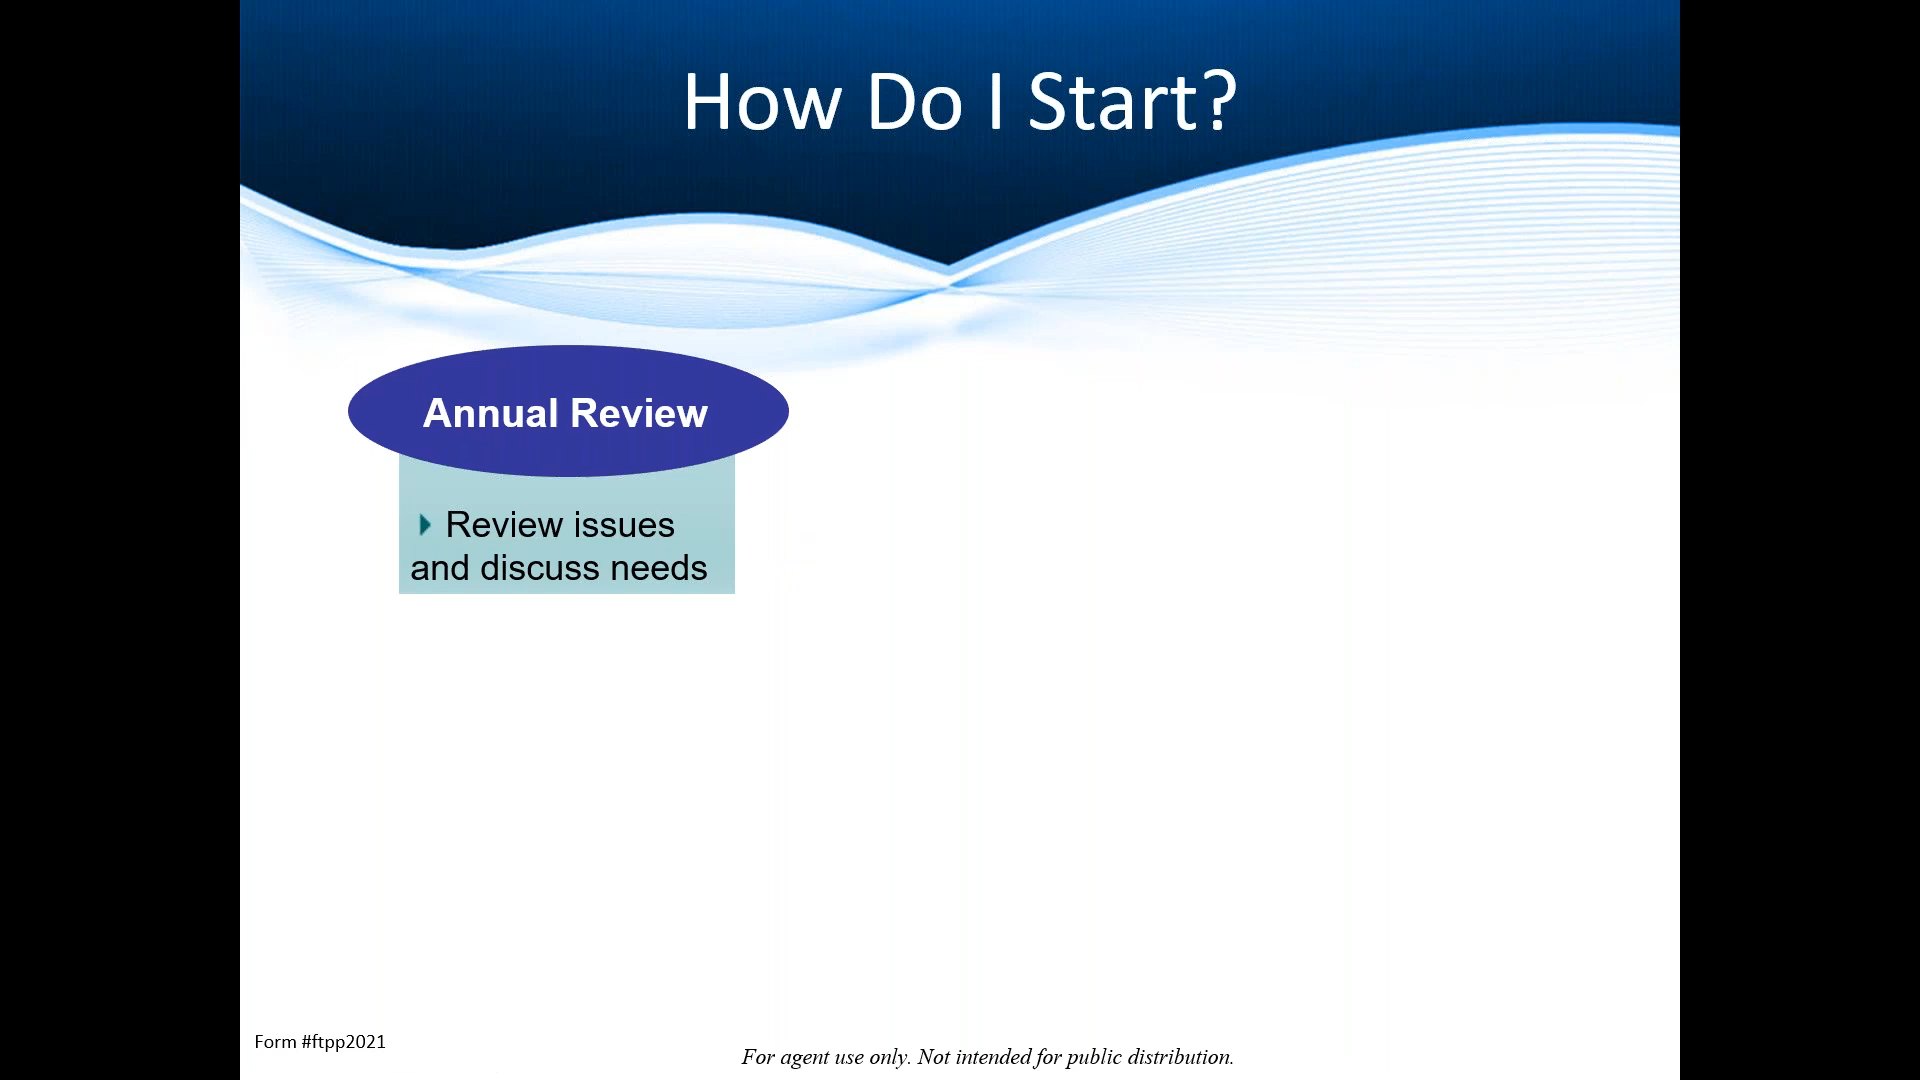 How Do I Start?
Annual Review
Review issues
and discuss needs
Form #ftpp2021
For agent use only. Not intended for public distribution.